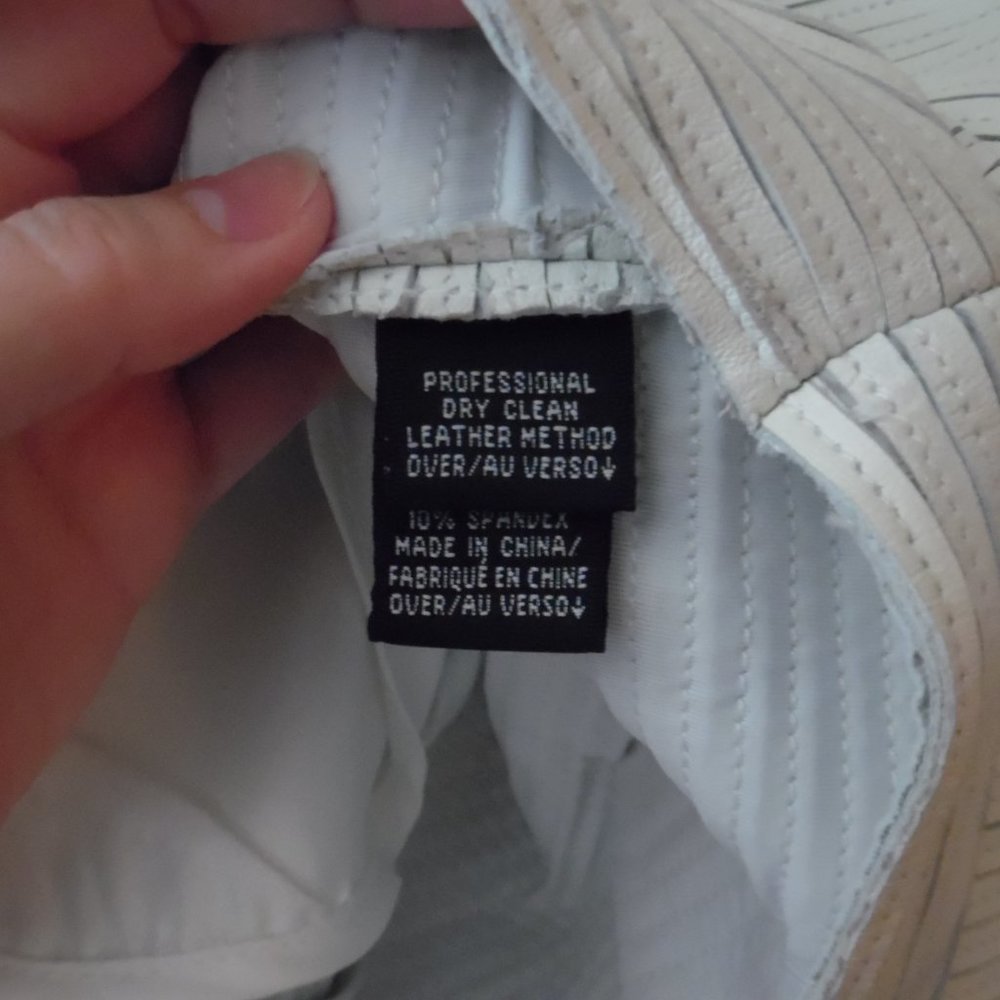 PROFESSIONAL
DRY CLEAN
LEATHER METHOD
OVER/AU VERSO↓
10% SPANDEX
MADE IN CHINA/
FABRIQUÉ EN CHINE
OVER/AU VERSO↓